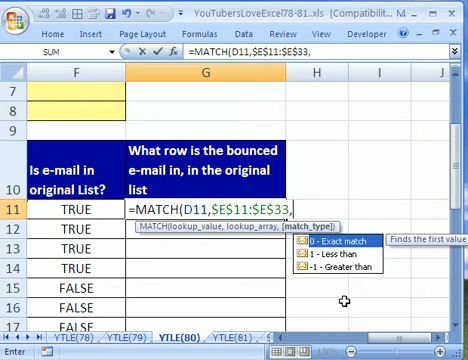 YouTubersLoveExcel78-81...xls [Compatibilit
Home Page Layout Formulas Review View Developer
SUM =MATCH(D11,$E$11:$E$33,
F G H I J
7
8
9
10 Is e-mail in original List? What row is the bounced e-mail in, in the original list
11 TRUE =MATCH(D11,$E$11:$E$33,
MATCH(lookup_value, lookup_array, [match_type])
12 TRUE
0 - Exact match Finds the first value
13 TRUE 1 - Less than
14 TRUE -1 - Greater than
15 FALSE
16 FALSE
17 FALSE
YTLE(78) YTLE(79) YTLE(80) YTLE(81)
Enter 130%